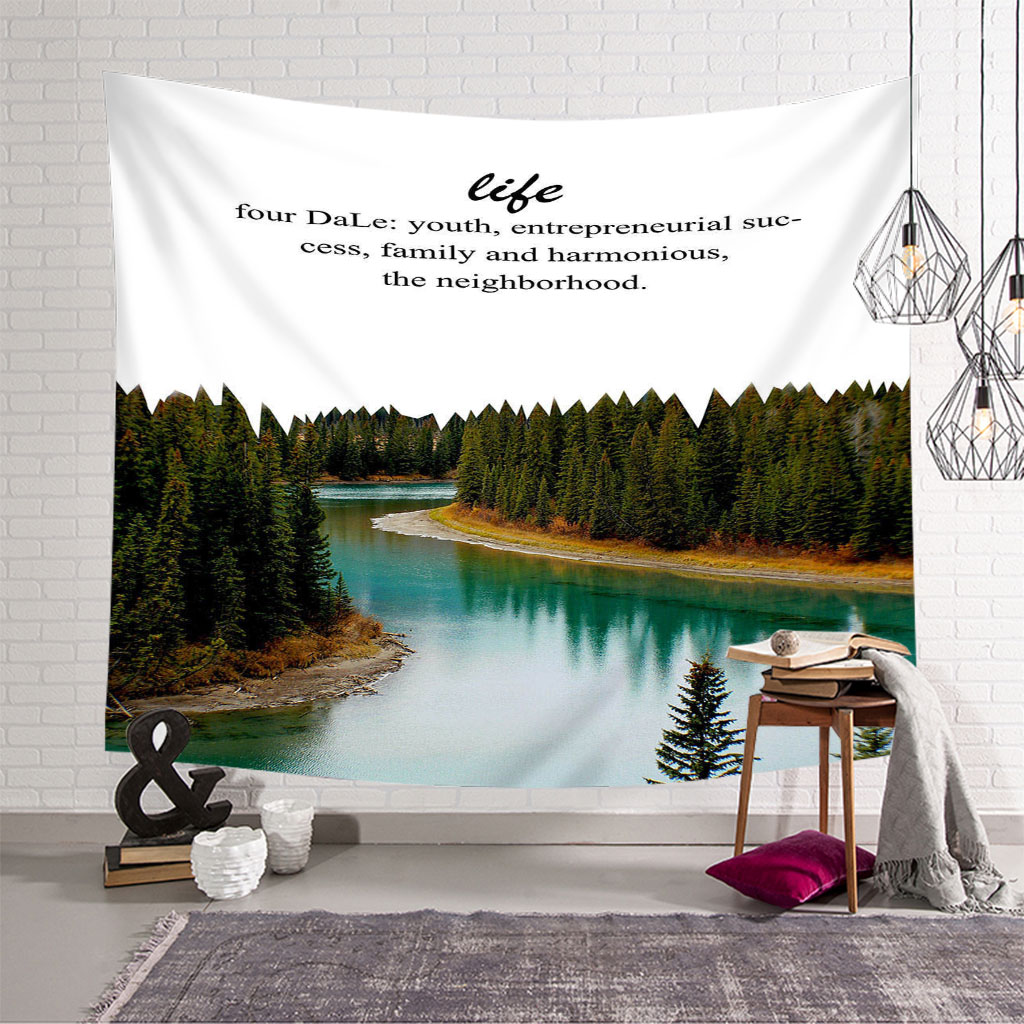 life
four DaLe: youth, entrepreneurial suc-
cess, family and harmonious,
the neighborhood.